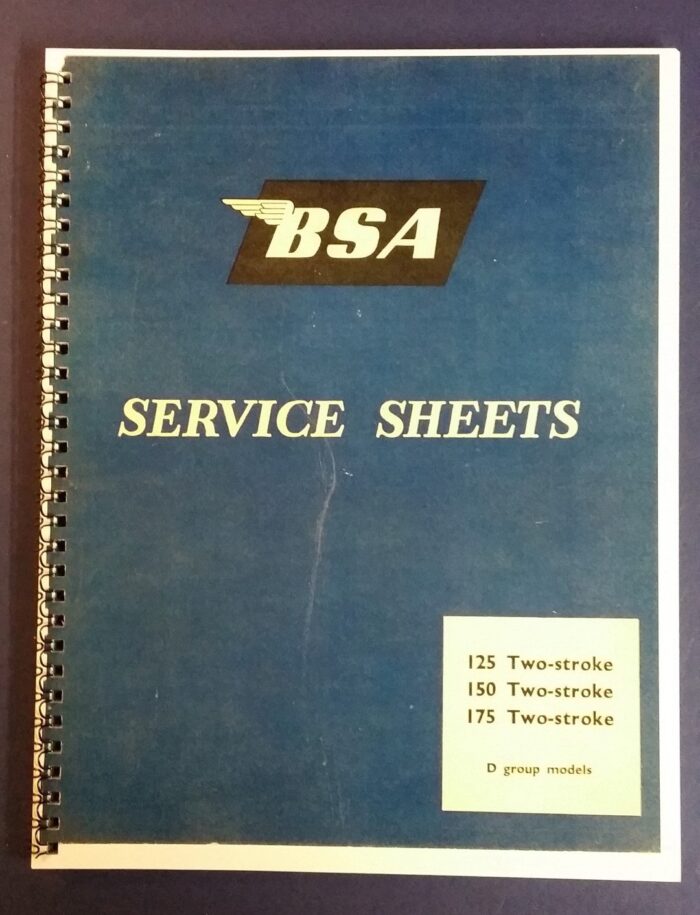 BSA
SERVICE SHEETS
125 Two-stroke
150 Two-stroke
175 Two-stroke
D group models